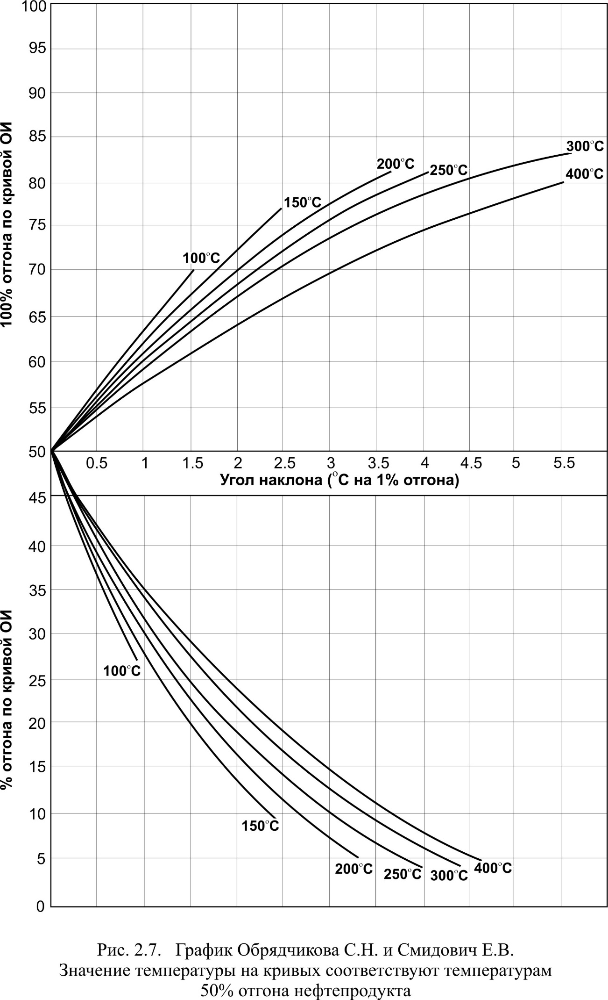 100
95
90
85
80
75
70
65
60
55
50
100% отгона по кривой ОИ
300°C
200°C
250°C
400°C
150°C
100°C
0.5 1 1.5 2 2.5 3 3.5 4 4.5 5 5.5
Угол наклона (°С на 1% отгона)
45
40
35
30
25
20
15
10
5
0
% отгона по кривой ОИ
100°C
150°C
200°C
250°C
300°C
400°C
Рис. 2.7. График Обрядчикова С.Н. и Смидович Е.В.
Значение температуры на кривых соответствуют температурам
50% отгона нефтепродукта